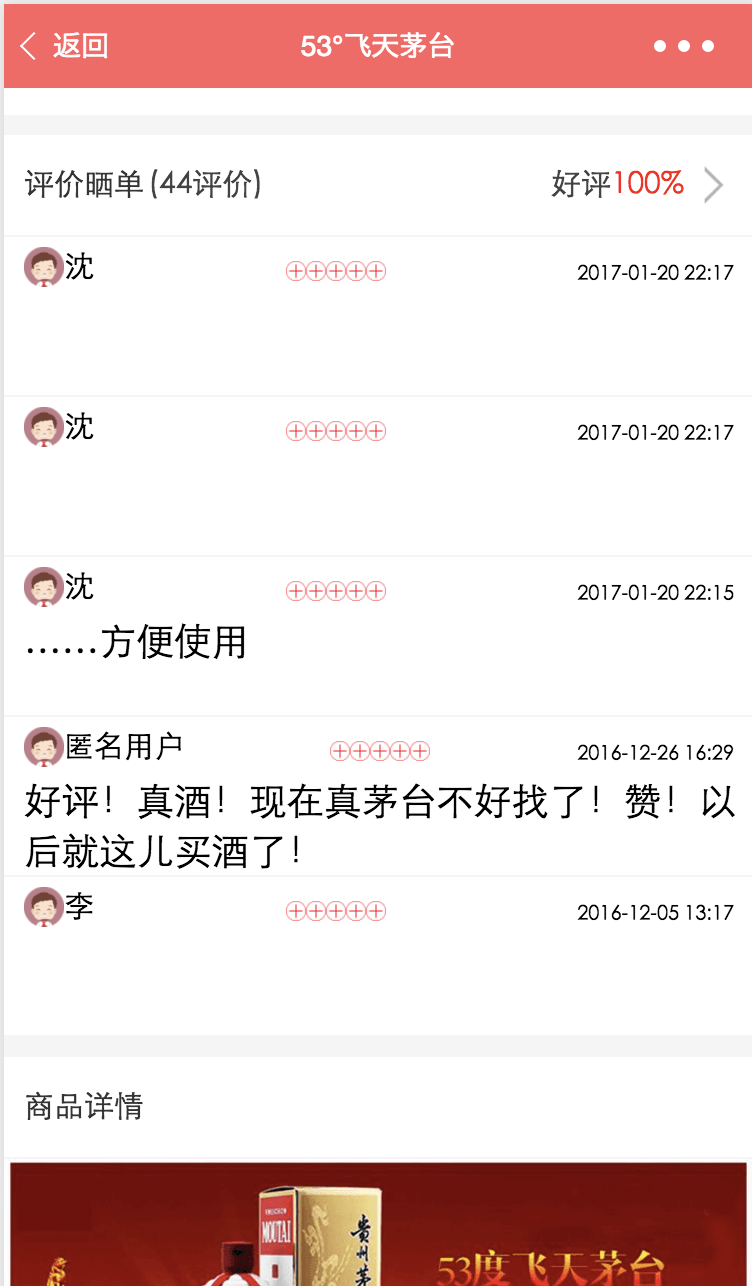 返回
53°飞天茅台
评价晒单(44评价)
好评100%
沈
2017-01-20 22:17
沈
2017-01-20 22:17
沈
2017-01-20 22:15
……方便使用
匿名用户
2016-12-26 16:29
好评！真酒！现在真茅台不好找了！赞！以
后就这儿买酒了！
李
2016-12-05 13:17
商品详情
MOUTAI
貴州茅
53度飞天茅台